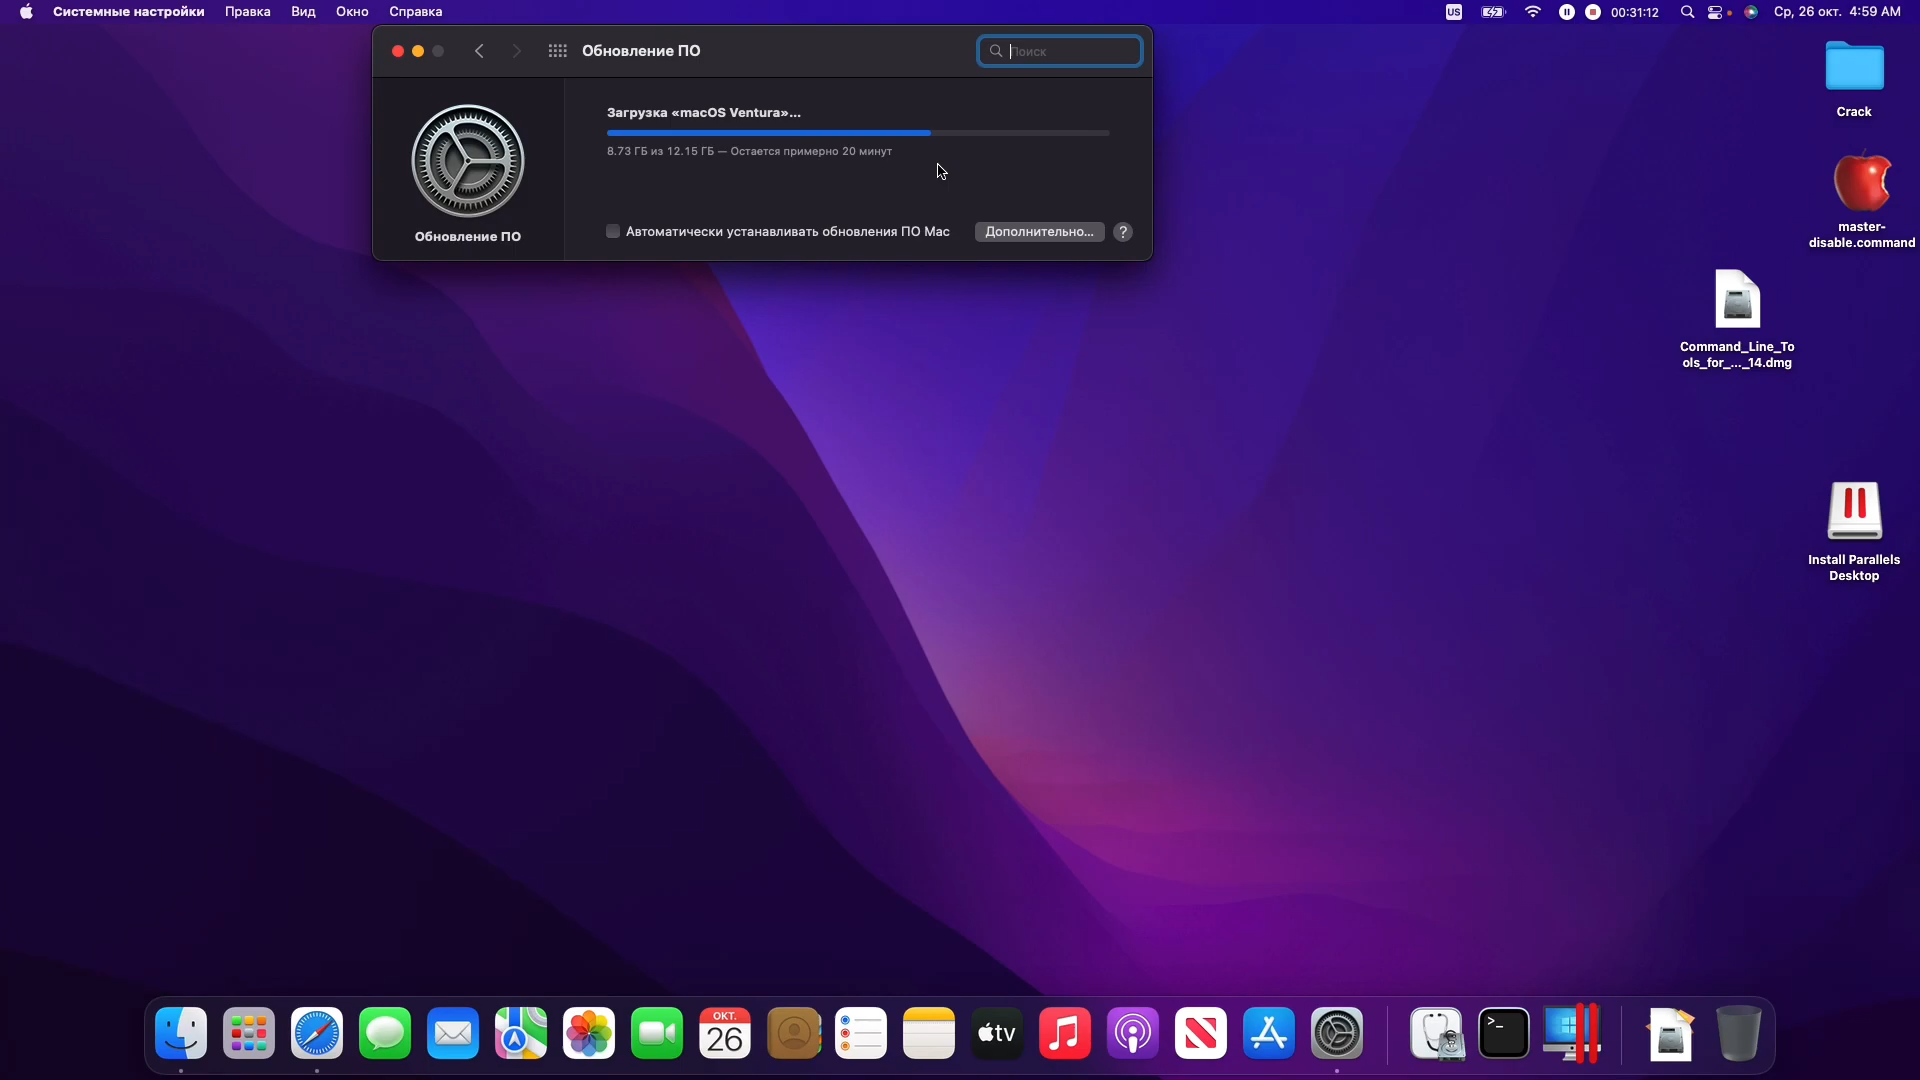 Системные настройки Правка Вид Окно Справка
US 00:31:12 Ср, 26 окт. 4:59 AM
Обновление ПО
Поиск
Загрузка «macOS Ventura»...
8.73 ГБ из 12.15 ГБ — Остается примерно 20 минут
Обновление ПО
Автоматически устанавливать обновления ПО Mac
Дополнительно...
?
Crack
master-
disable.command
Command_Line_To
ols_for_..._14.dmg
Install Parallels
Desktop
ОКТ.
26
tv
>_